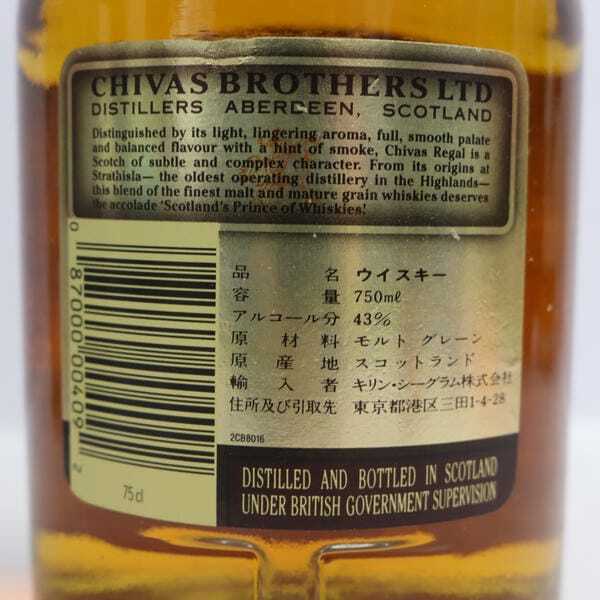 CHIVAS BROTHERS LTD
DISTILLERS ABERDEEN, SCOTLAND
Distinguished by its light, lingering aroma, full, smooth palate
and balanced flavour with a hint of smoke, Chivas Regal is a
Scotch of subtle and complex character. From its origins at
Strathisla— the oldest operating distillery in the Highlands—
this blend of the finest malt and mature grain whiskies deserves
the accolade 'Scotland's Prince of Whiskies!
品名 ウイスキー
容量 750mℓ
アルコール分 43%
原材料 モルト グレーン
原産地 スコットランド
輸入者 キリン・シーグラム株式会社
住所及び引取先 東京都港区三田1-4-28
2CB8016
0 87000 00409 2
75cl
DISTILLED AND BOTTLED IN SCOTLAND
UNDER BRITISH GOVERNMENT SUPERVISION